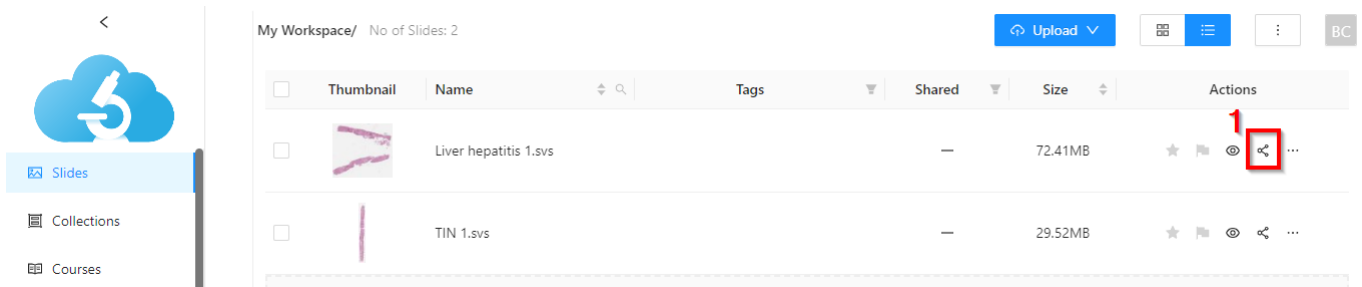 My Workspace/ No of Slides: 2
Upload
BC
Thumbnail Name Tags Shared Size Actions
1
Liver hepatitis 1.svs — 72.41MB
Slides
Collections
TIN 1.svs — 29.52MB
Courses